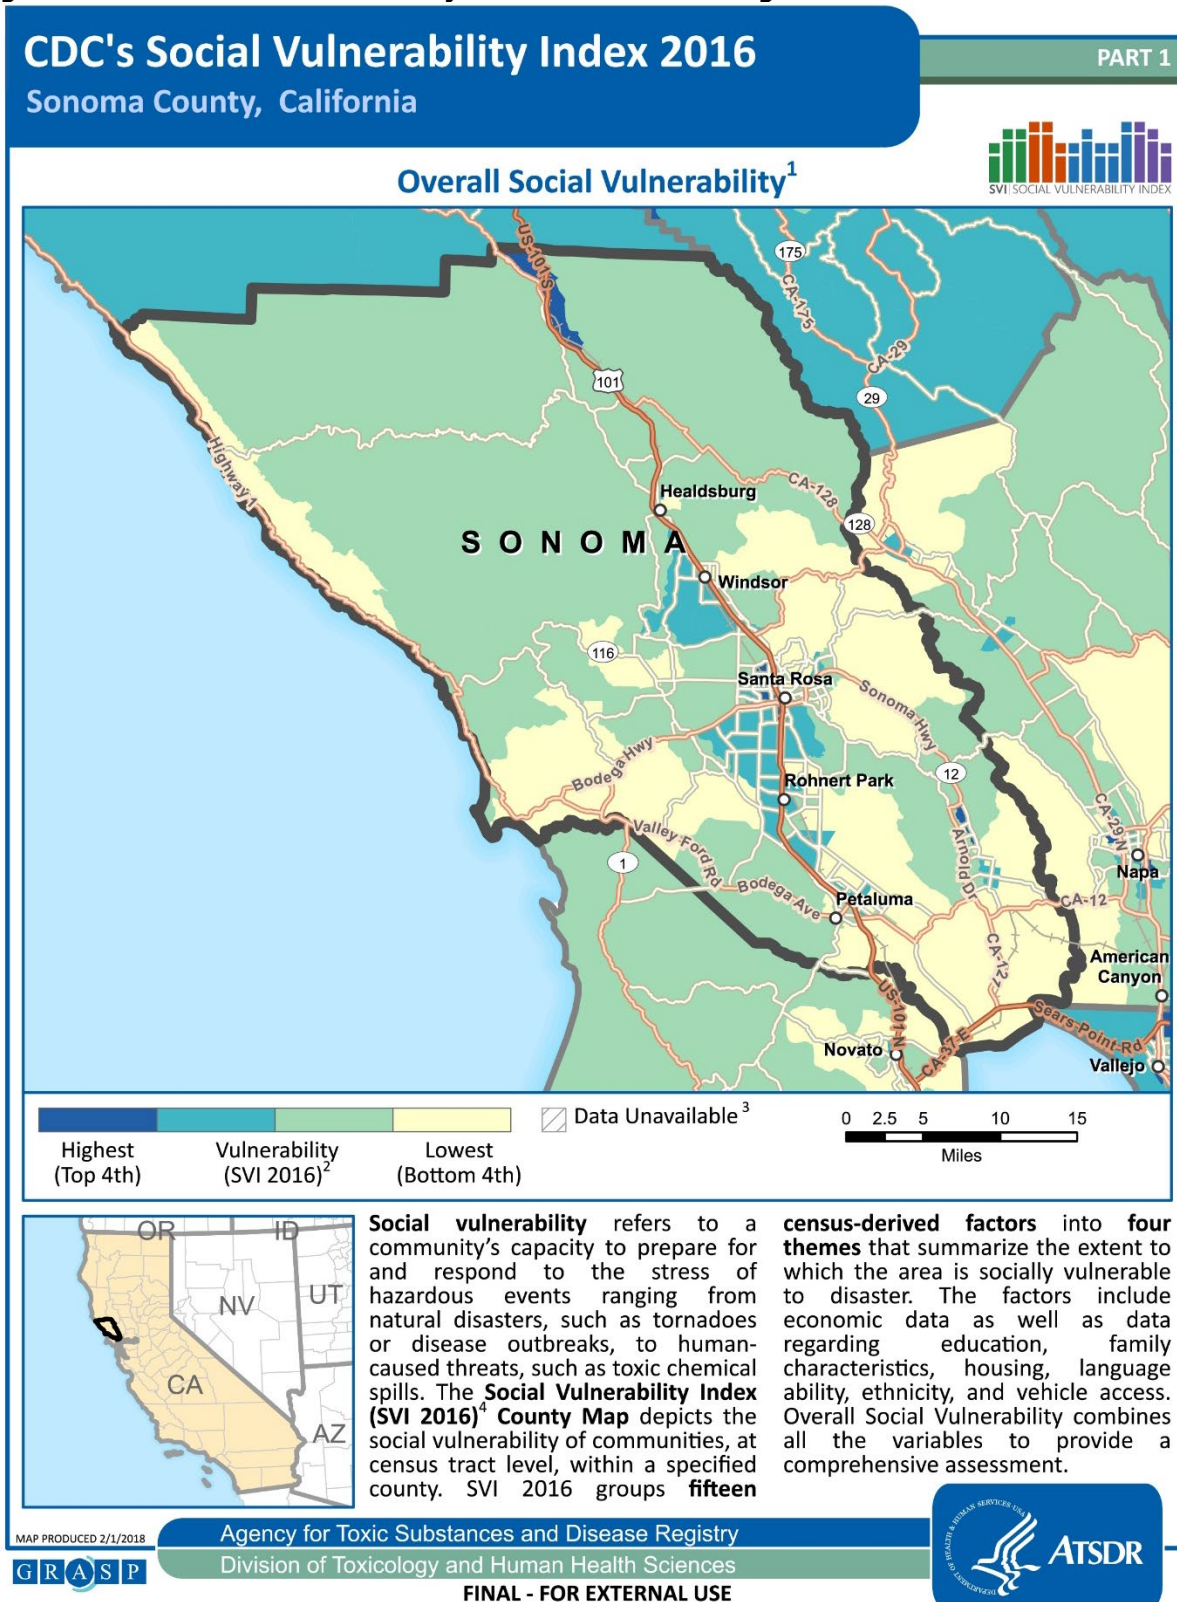 CDC's Social Vulnerability Index 2016
PART 1
Sonoma County, California
SVI SOCIAL VULNERABILITY INDEX
Overall Social Vulnerability1
US-101 S
175
CA-175
CA-29
101
29
Highway 1
Healdsburg
CA-128
128
SONOMA
Windsor
116
Santa Rosa
Sonoma Hwy
Bodega Hwy
12
Rohnert Park
CA-29 N
Valley Ford Rd
Arnold Dr
1
Napa
Bodega Ave
Petaluma
CA-12
CA-127
American
Canyon
US-101 N
Sears Point Rd
Novato
CA-37 E
Vallejo
Data Unavailable3
0 2.5 5 10 15
Miles
Highest
(Top 4th)
Vulnerability
(SVI 2016)2
Lowest
(Bottom 4th)
OR
ID
NV
UT
CA
AZ
Social vulnerability refers to a
community's capacity to prepare for
and respond to the stress of
hazardous events ranging from
natural disasters, such as tornadoes
or disease outbreaks, to human-
caused threats, such as toxic chemical
spills. The Social Vulnerability Index
(SVI 2016)4 County Map depicts the
social vulnerability of communities, at
census tract level, within a specified
county. SVI 2016 groups fifteen
census-derived factors into four
themes that summarize the extent to
which the area is socially vulnerable
to disaster. The factors include
economic data as well as data
regarding education, family
characteristics, housing, language
ability, ethnicity, and vehicle access.
Overall Social Vulnerability combines
all the variables to provide a
comprehensive assessment.
MAP PRODUCED 2/1/2018
GRASP
Agency for Toxic Substances and Disease Registry
Division of Toxicology and Human Health Sciences
FINAL - FOR EXTERNAL USE
DEPARTMENT OF HEALTH & HUMAN SERVICES·USA
ATSDR